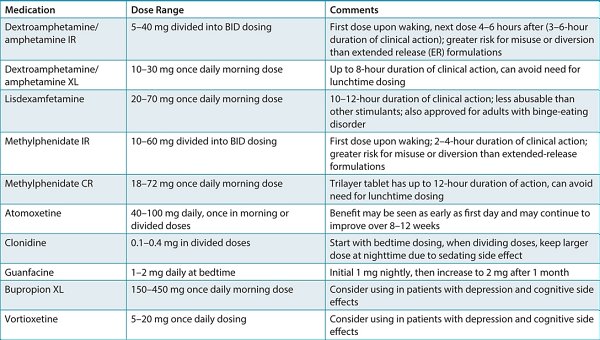 Medication Dose Range Comments
Dextroamphetamine/ 5–40 mg divided into BID dosing First dose upon waking, next dose 4–6 hours after (3–6-hour
amphetamine IR duration of clinical action); greater risk for misuse or diversion
than extended release (ER) formulations
Dextroamphetamine/ 10–30 mg once daily morning dose Up to 8-hour duration of clinical action, can avoid need for
amphetamine XL lunchtime dosing
Lisdexamfetamine 20–70 mg once daily morning dose 10–12-hour duration of clinical action; less abusable than
other stimulants; also approved for adults with binge-eating
disorder
Methylphenidate IR 10–60 mg divided into BID dosing First dose upon waking; 2–4-hour duration of clinical action;
greater risk for misuse or diversion than extended-release
formulations
Methylphenidate CR 18–72 mg once daily morning dose Trilayer tablet has up to 12-hour duration of action, can avoid
need for lunchtime dosing
Atomoxetine 40–100 mg daily, once in morning or Benefit may be seen as early as first day and may continue to
divided doses improve over 8–12 weeks
Clonidine 0.1–0.4 mg in divided doses Start with bedtime dosing, when dividing doses, keep larger
dose at nighttime due to sedating side effect
Guanfacine 1–2 mg daily at bedtime Initial 1 mg nightly, then increase to 2 mg after 1 month
Bupropion XL 150–450 mg once daily morning dose Consider using in patients with depression and cognitive side
effects
Vortioxetine 5–20 mg once daily dosing Consider using in patients with depression and cognitive side
effects